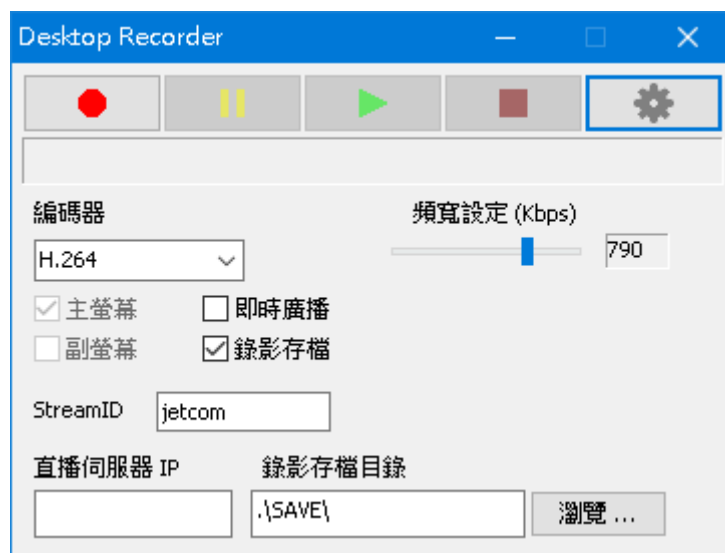 Desktop Recorder
編碼器
頻寬設定 (Kbps)
H.264
790
主螢幕
即時廣播
副螢幕
錄影存檔
StreamID
jetcom
直播伺服器 IP
錄影存檔目錄
.\SAVE\
瀏覽 ...